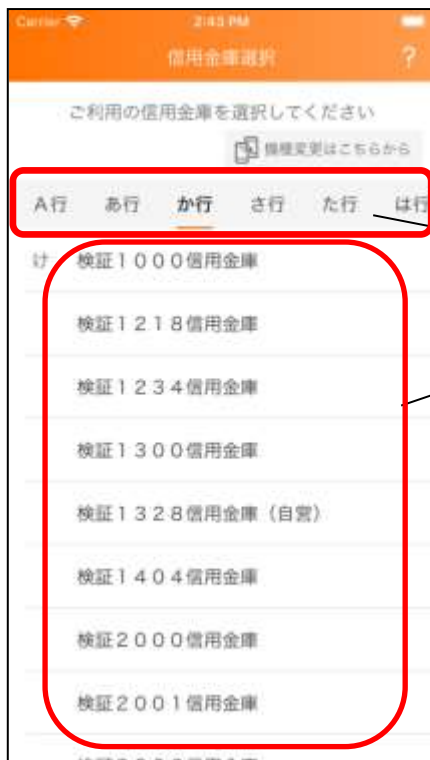 Carrier 2:43 PM
信用金庫選択 ?
ご利用の信用金庫を選択してください
機種変更はこちらから
A行 あ行 か行 さ行 た行 は行
け 検証1000信用金庫
検証1218信用金庫
検証1234信用金庫
検証1300信用金庫
検証1328信用金庫（自営）
検証1404信用金庫
検証2000信用金庫
検証2001信用金庫